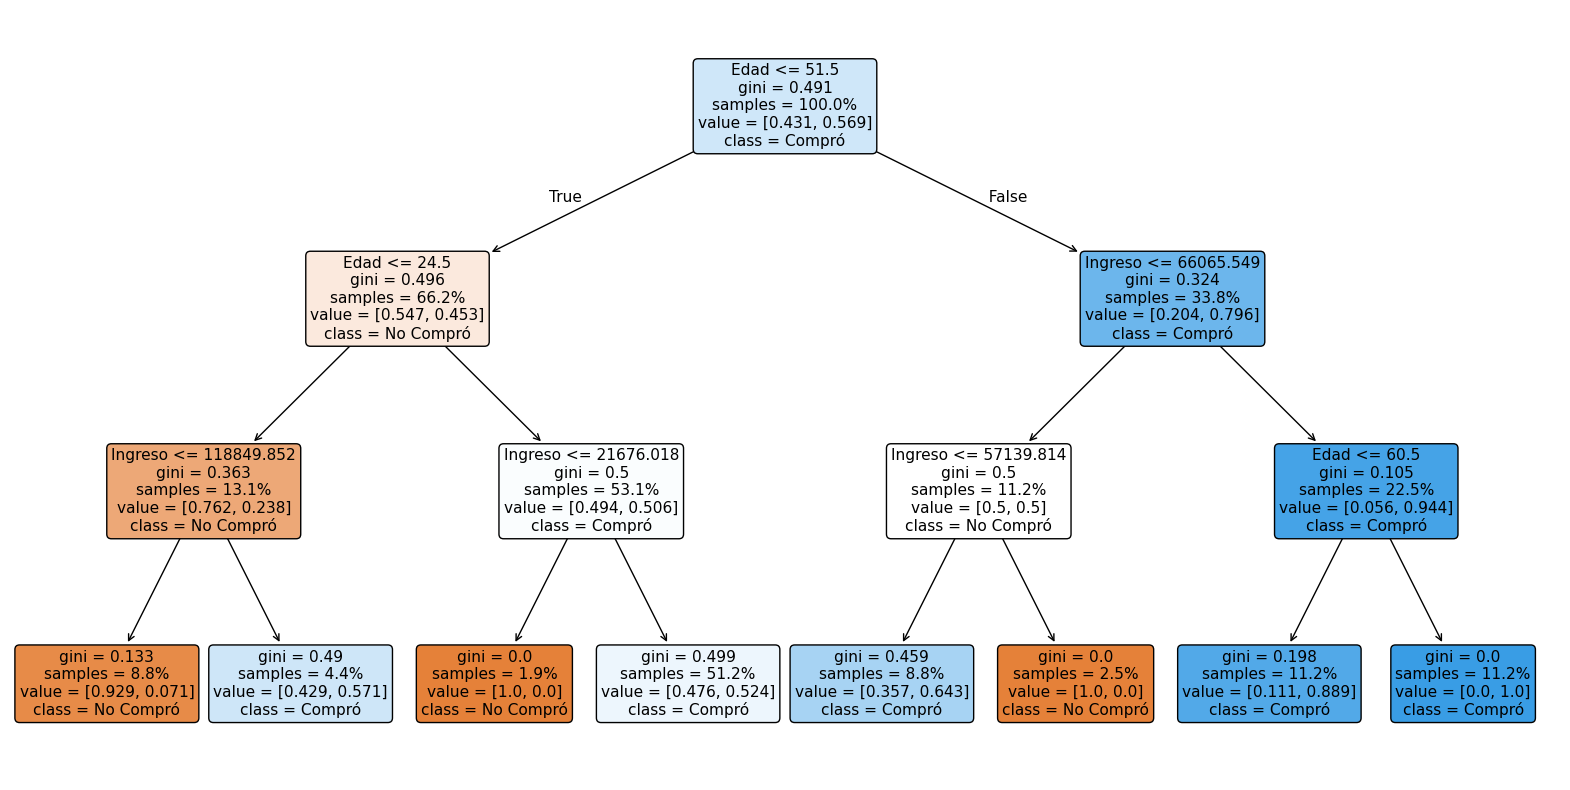 Edad <= 51.5
gini = 0.491
samples = 100.0%
value = [0.431, 0.569]
class = Compró
True
False
Edad <= 24.5
gini = 0.496
samples = 66.2%
value = [0.547, 0.453]
class = No Compró
Ingreso <= 66065.549
gini = 0.324
samples = 33.8%
value = [0.204, 0.796]
class = Compró
Ingreso <= 118849.852
gini = 0.363
samples = 13.1%
value = [0.762, 0.238]
class = No Compró
Ingreso <= 21676.018
gini = 0.5
samples = 53.1%
value = [0.494, 0.506]
class = Compró
Ingreso <= 57139.814
gini = 0.5
samples = 11.2%
value = [0.5, 0.5]
class = No Compró
Edad <= 60.5
gini = 0.105
samples = 22.5%
value = [0.056, 0.944]
class = Compró
gini = 0.133
samples = 8.8%
value = [0.929, 0.071]
class = No Compró
gini = 0.49
samples = 4.4%
value = [0.429, 0.571]
class = Compró
gini = 0.0
samples = 1.9%
value = [1.0, 0.0]
class = No Compró
gini = 0.499
samples = 51.2%
value = [0.476, 0.524]
class = Compró
gini = 0.459
samples = 8.8%
value = [0.357, 0.643]
class = Compró
gini = 0.0
samples = 2.5%
value = [1.0, 0.0]
class = No Compró
gini = 0.198
samples = 11.2%
value = [0.111, 0.889]
class = Compró
gini = 0.0
samples = 11.2%
value = [0.0, 1.0]
class = Compró